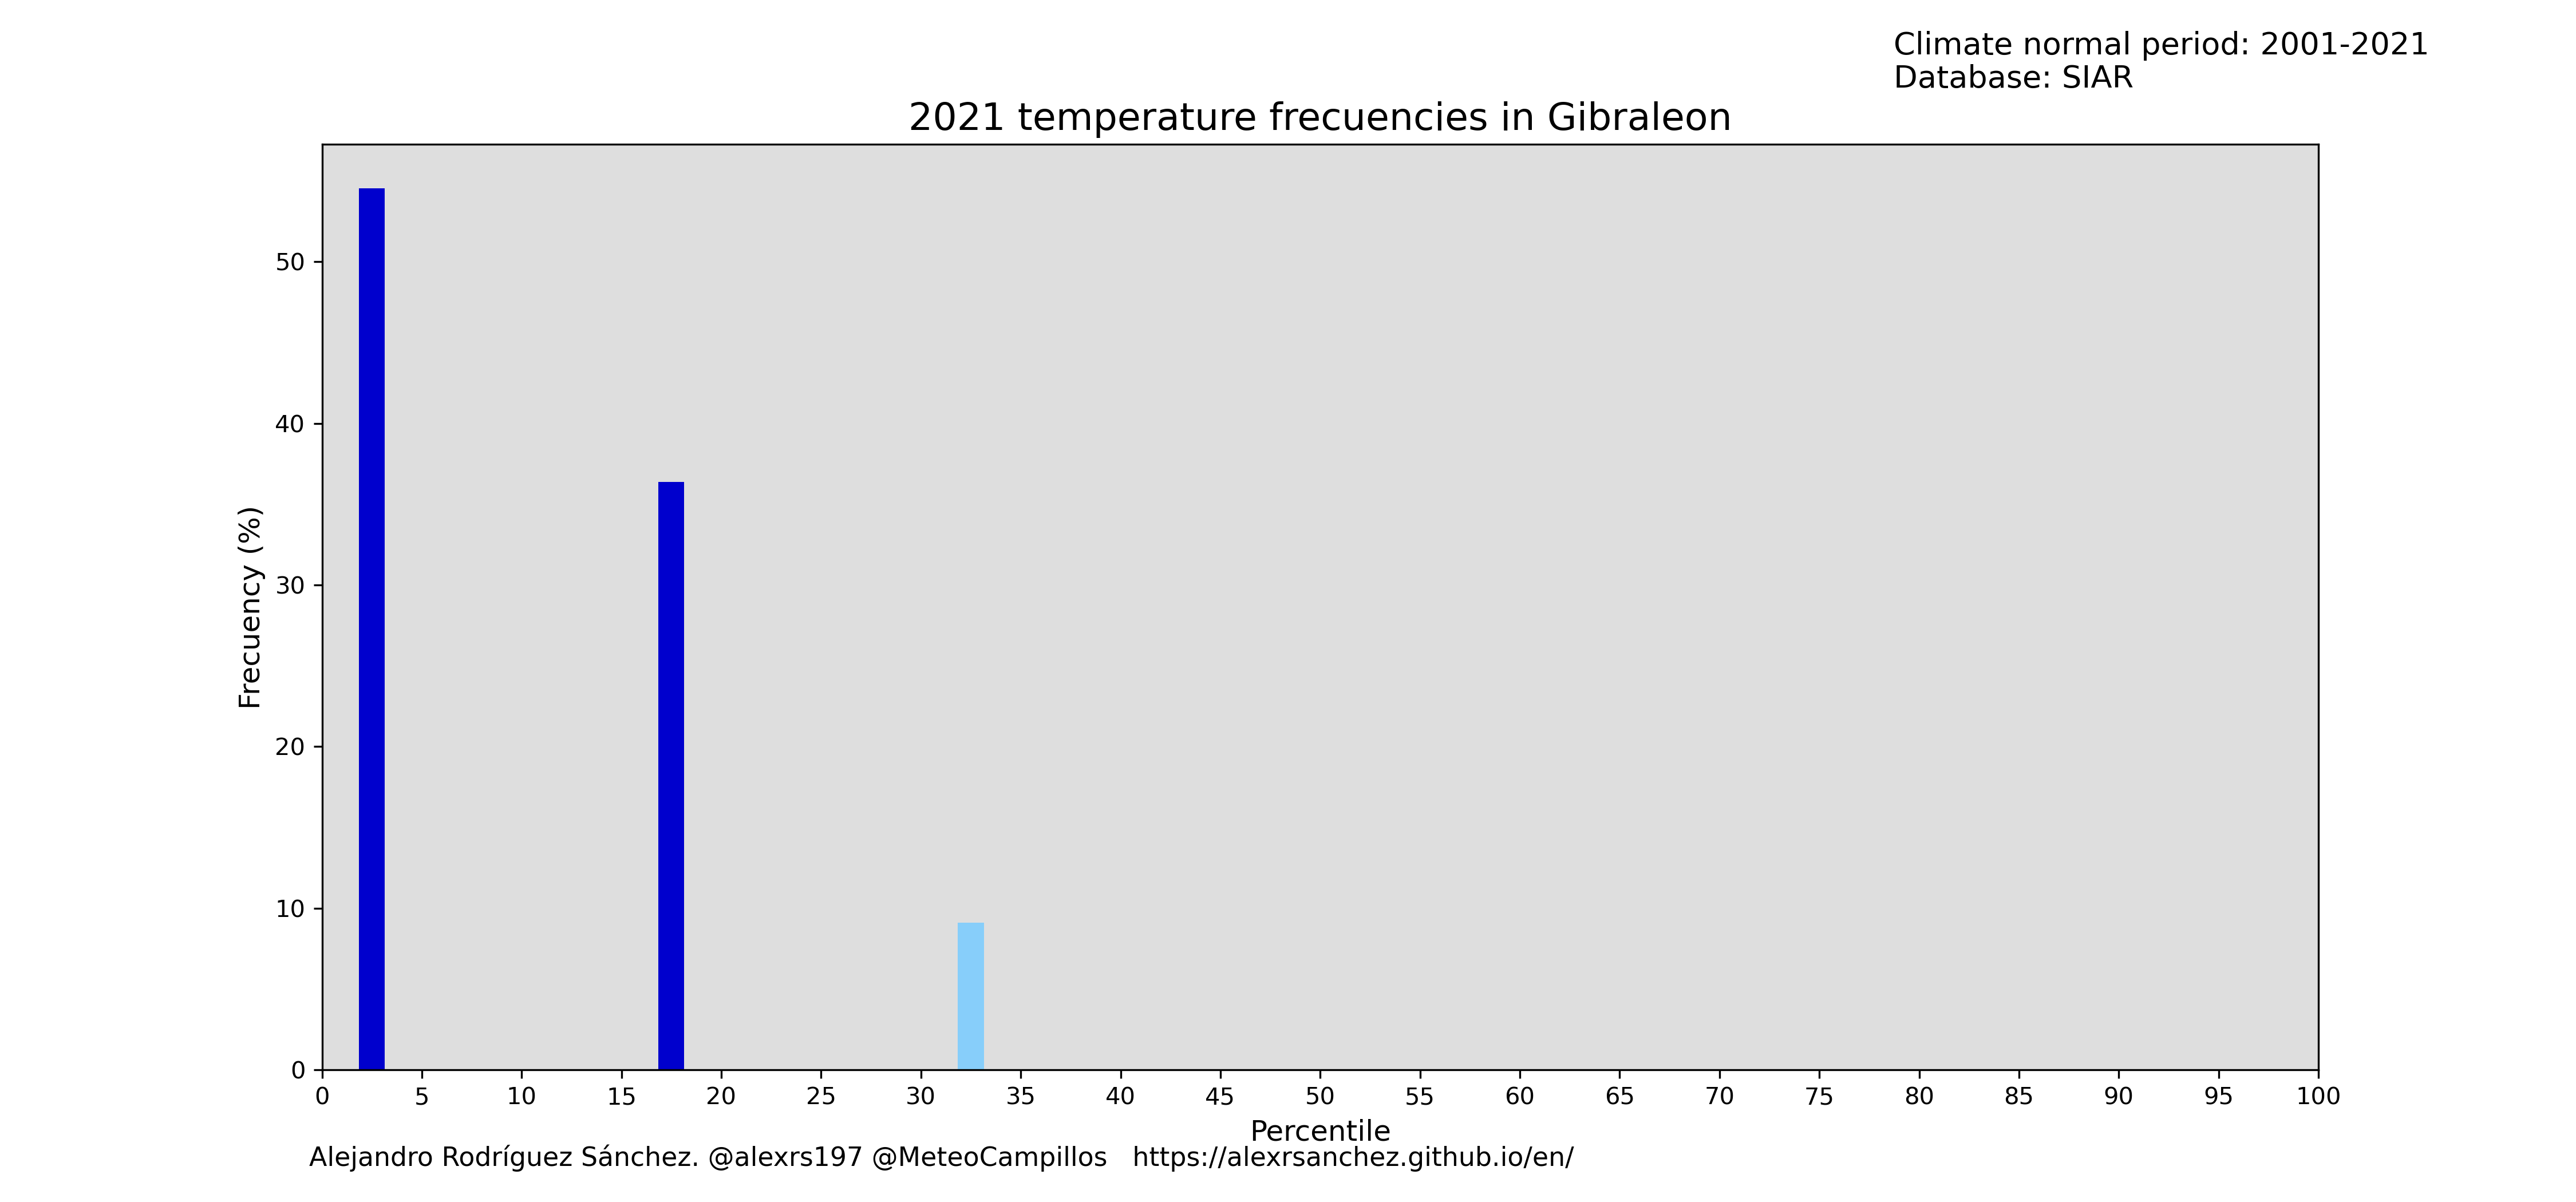 Climate normal period: 2001-2021
Database: SIAR
2021 temperature frecuencies in Gibraleon
Frecuency (%)
50
40
30
20
10
0
0 5 10 15 20 25 30 35 40 45 50 55 60 65 70 75 80 85 90 95 100
Percentile
Alejandro Rodríguez Sánchez. @alexrs197 @MeteoCampillos https://alexrsanchez.github.io/en/